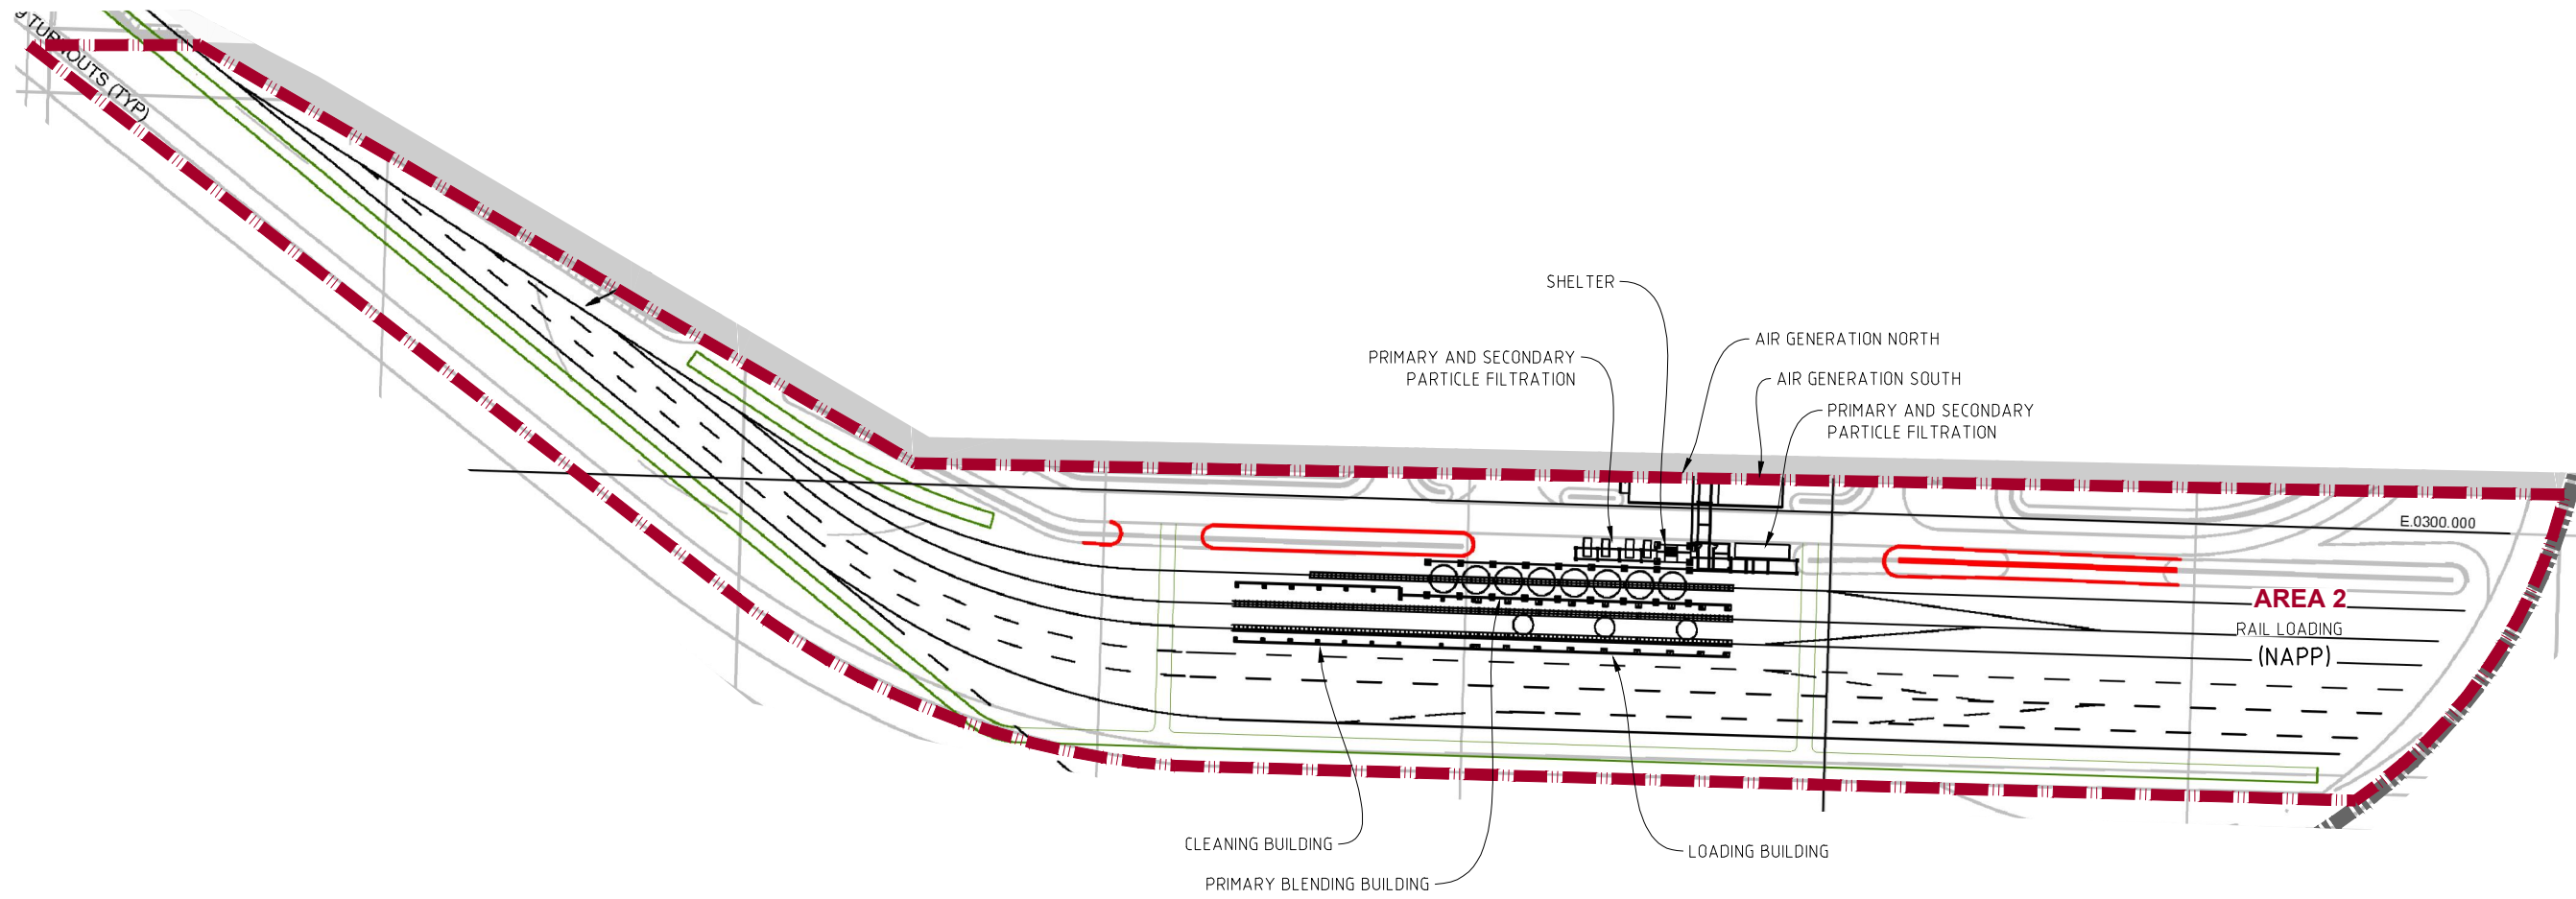 TURNOUTS (TYP)
SHELTER
AIR GENERATION NORTH
PRIMARY AND SECONDARY
PARTICLE FILTRATION
AIR GENERATION SOUTH
PRIMARY AND SECONDARY
PARTICLE FILTRATION
E.0300.000
AREA 2
RAIL LOADING
(NAPP)
CLEANING BUILDING
LOADING BUILDING
PRIMARY BLENDING BUILDING